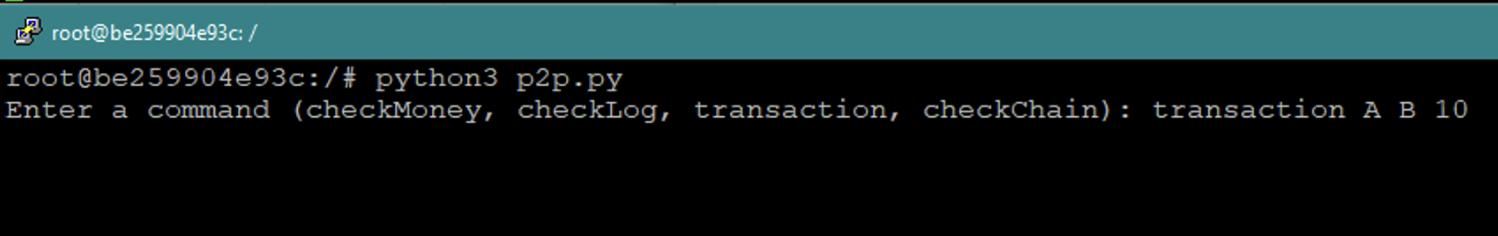 root@be259904e93c: /
root@be259904e93c:/# python3 p2p.py
Enter a command (checkMoney, checkLog, transaction, checkChain): transaction A B 10